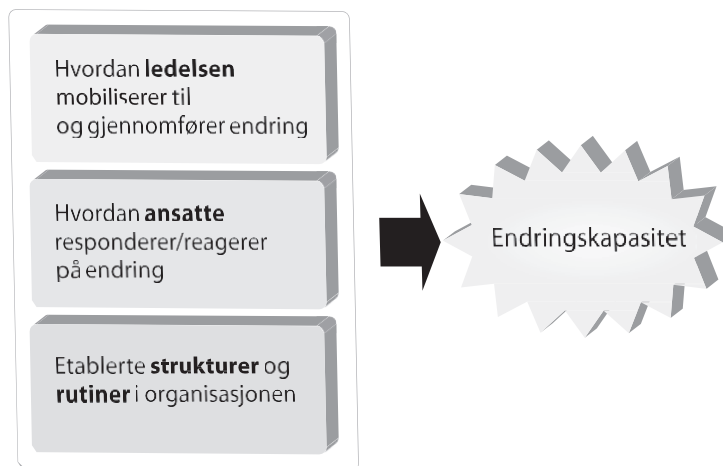 Hvordan ledelsen
mobiliserer til
og gjennomfører endring
Hvordan ansatte
responderer/reagerer
på endring
Etablerte strukturer og
rutiner i organisasjonen
Endringskapasitet